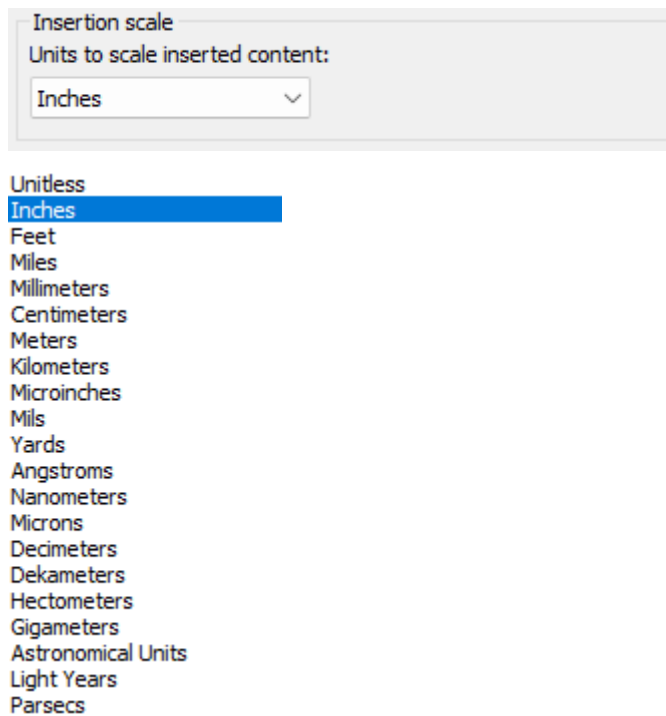 Insertion scale
Units to scale inserted content:
Inches
Unitless
Inches
Feet
Miles
Millimeters
Centimeters
Meters
Kilometers
Microinches
Mils
Yards
Angstroms
Nanometers
Microns
Decimeters
Dekameters
Hectometers
Gigameters
Astronomical Units
Light Years
Parsecs